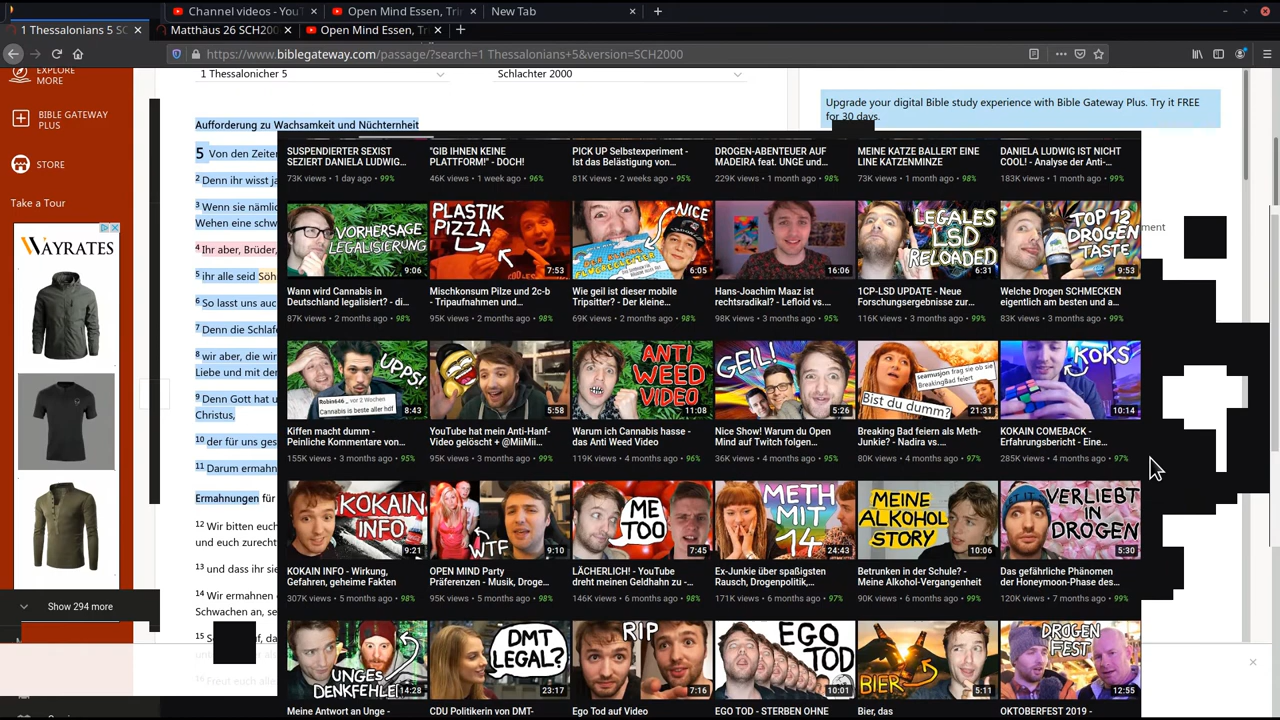 Channel videos - YouT
Open Mind Essen, Trin
New Tab
1 Thessalonians 5 SC
Matthäus 26 SCH200
Open Mind Essen, Tri
https://www.biblegateway.com/passage/?search=1 Thessalonians+5&version=SCH2000
EXPLORE
MORE
BIBLE GATEWAY
PLUS
STORE
Take a Tour
WAYRATES
Show 294 more
1 Thessalonicher 5
Schlachter 2000
Upgrade your digital Bible study experience with Bible Gateway Plus. Try it FREE
for 30 days.
Aufforderung zu Wachsamkeit und Nüchternheit
5 Von den Zeiten
2 Denn ihr wisst ja
3 Wenn sie nämlic
Wehen eine schw
4 Ihr aber, Brüder,
5 ihr alle seid Söh
6 So lasst uns auc
7 Denn die Schlafe
8 wir aber, die wir
Liebe und mit der
9 Denn Gott hat u
Christus,
10 der für uns ges
11 Darum ermahn
Ermahnungen für
12 Wir bitten euch
und euch zurecht
13 und dass ihr sie
14 Wir ermahnen
Schwachen an, se
15
16 Freut euch alle
ment
SUSPENDIERTER SEXIST
SEZIERT DANIELA LUDWIG...
73K views • 1 day ago • 99%
"GIB IHNEN KEINE
PLATTFORM!" - DOCH!
46K views • 1 week ago • 96%
PICK UP Selbstexperiment -
Ist das Belästigung von...
81K views • 2 weeks ago • 95%
DROGEN-ABENTEUER AUF
MADEIRA feat. UNGE und...
229K views • 1 month ago • 98%
MEINE KATZE BALLERT EINE
LINE KATZENMINZE
73K views • 1 month ago • 98%
DANIELA LUDWIG IST NICHT
COOL! - Analyse der Anti-...
183K views • 1 month ago • 98%
VORHERSAGE
LEGALISIERUNG
9:06
Wann wird Cannabis in
Deutschland legalisiert? - di...
87K views • 2 months ago • 98%
PLASTIK
PIZZA
7:53
Mischkonsum Pilze und 2c-b
- Tripaufnahmen und...
95K views • 2 months ago • 98%
NICE
DER KLEINE
6:05
Wie geil ist dieser mobile
Tripsitter? - Der kleine...
69K views • 2 months ago • 98%
16:06
Hans-Joachim Maaz ist
rechtsradikal? - Lefloid vs....
98K views • 3 months ago • 95%
LEGALES
LSD
RELOADED
6:31
1CP-LSD UPDATE - Neue
Forschungsergebnisse zur...
116K views • 3 months ago • 99%
TOP 12
DROGEN
TASTE
9:53
Welche Drogen SCHMECKEN
eigentlich am besten und a...
83K views • 3 months ago • 99%
UPPS!
Robin646_ vor 2 Wochen
Cannabis is beste aller hdf
8:43
Kiffen macht dumm -
Peinliche Kommentare von...
155K views • 3 months ago • 95%
5:58
YouTube hat mein Anti-Hanf-
Video gelöscht + @MiiMii...
95K views • 3 months ago • 99%
ANTI
WEED
VIDEO
11:08
Warum ich Cannabis hasse -
das Anti Weed Video
119K views • 4 months ago • 96%
GEIL!
5:26
Nice Show! Warum du Open
Mind auf Twitch folgen...
36K views • 4 months ago • 95%
seamusjon frag sie ob sie
BreakingBad feiert
Bist du dumm?
21:31
Breaking Bad feiern als Meth-
Junkie? - Nadira vs....
80K views • 4 months ago • 97%
KOKS
10:14
KOKAIN COMEBACK -
Erfahrungsbericht - Eine...
285K views • 4 months ago • 97%
KOKAIN
INFO
9:21
KOKAIN INFO - Wirkung,
Gefahren, geheime Fakten
307K views • 5 months ago • 98%
WTF
9:10
OPEN MIND Party
Präferenzen - Musik, Droge...
95K views • 5 months ago • 98%
ME
TOO
7:45
LÄCHERLICH! - YouTube
dreht meinen Geldhahn zu -...
146K views • 6 months ago • 98%
METH
MIT
14
24:43
Ex-Junkie über spaßigsten
Rausch, Drogenpolitik,...
171K views • 6 months ago • 97%
MEINE
ALKOHOL
STORY
10:06
Betrunken in der Schule? -
Meine Alkohol-Vergangenheit
90K views • 6 months ago • 99%
VERLIEBT
IN
DROGEN
5:30
Das gefährliche Phänomen
der Honeymoon-Phase des...
120K views • 7 months ago • 99%
UNGES
DENKFEHLER
14:28
Meine Antwort an Unge -
DMT
LEGAL?
23:17
CDU Politikerin von DMT-
RIP
7:16
Ego Tod auf Video
EGO
TOD
10:01
EGO TOD - STERBEN OHNE
BIER
5:11
Bier, das
DROGEN
FEST
12:55
OKTOBERFEST 2019 -